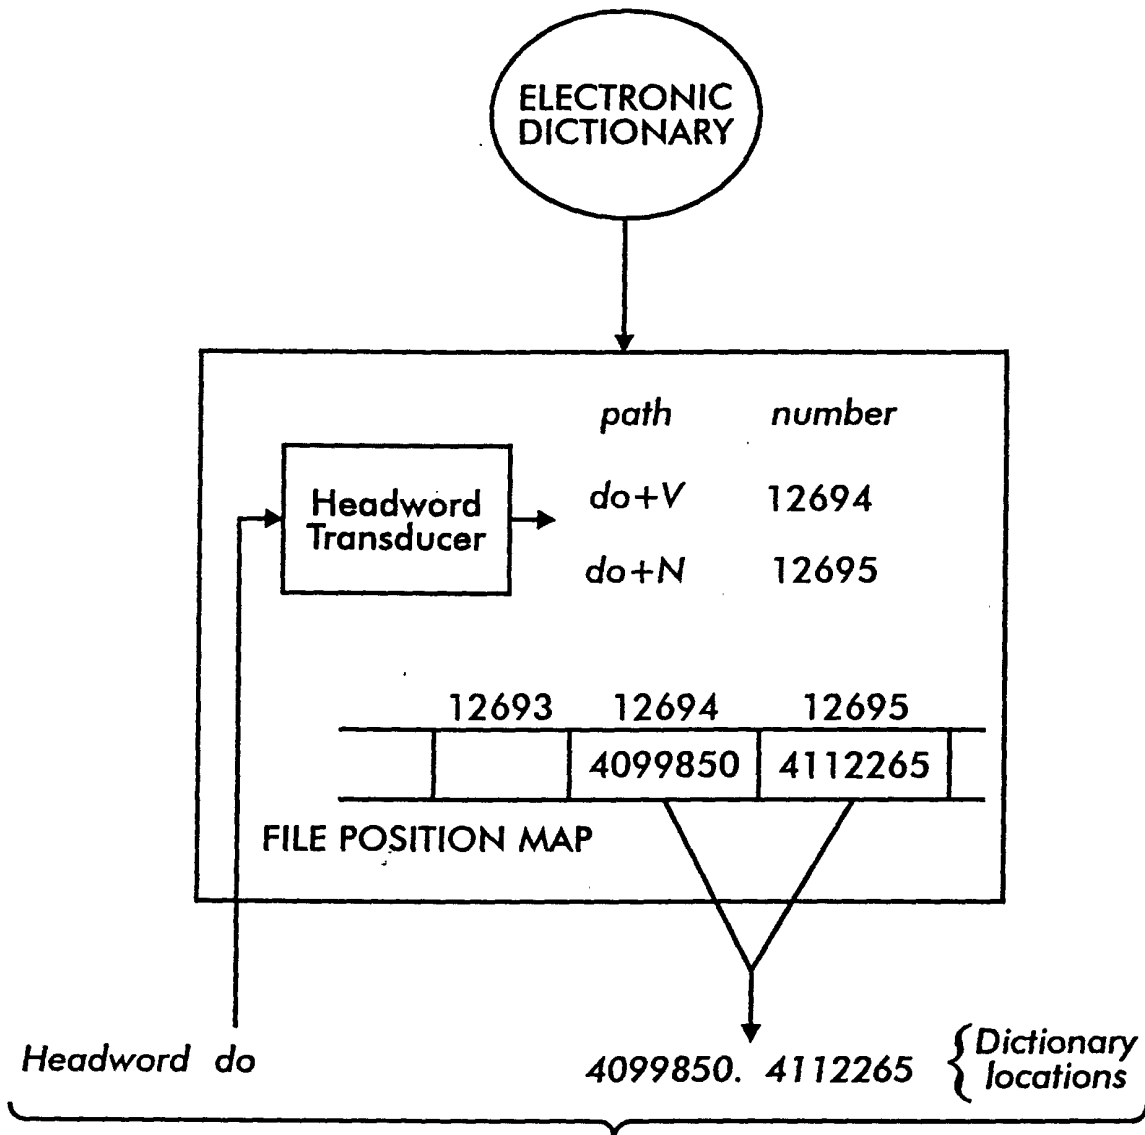 ELECTRONIC
DICTIONARY
path number
Headword
Transducer
do+V 12694
do+N 12695
12693 12694 12695
4099850 4112265
FILE POSITION MAP
Headword do
4099850. 4112265
Dictionary
locations